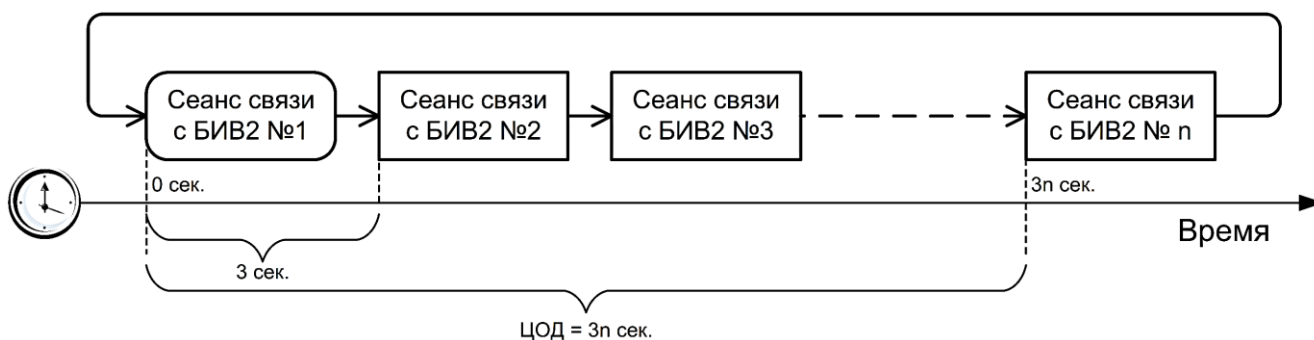 Сеанс связи
с БИВ2 №1
Сеанс связи
с БИВ2 №2
Сеанс связи
с БИВ2 №3
Сеанс связи
с БИВ2 № n
0 сек.
3n сек.
Время
3 сек.
ЦОД = 3n сек.